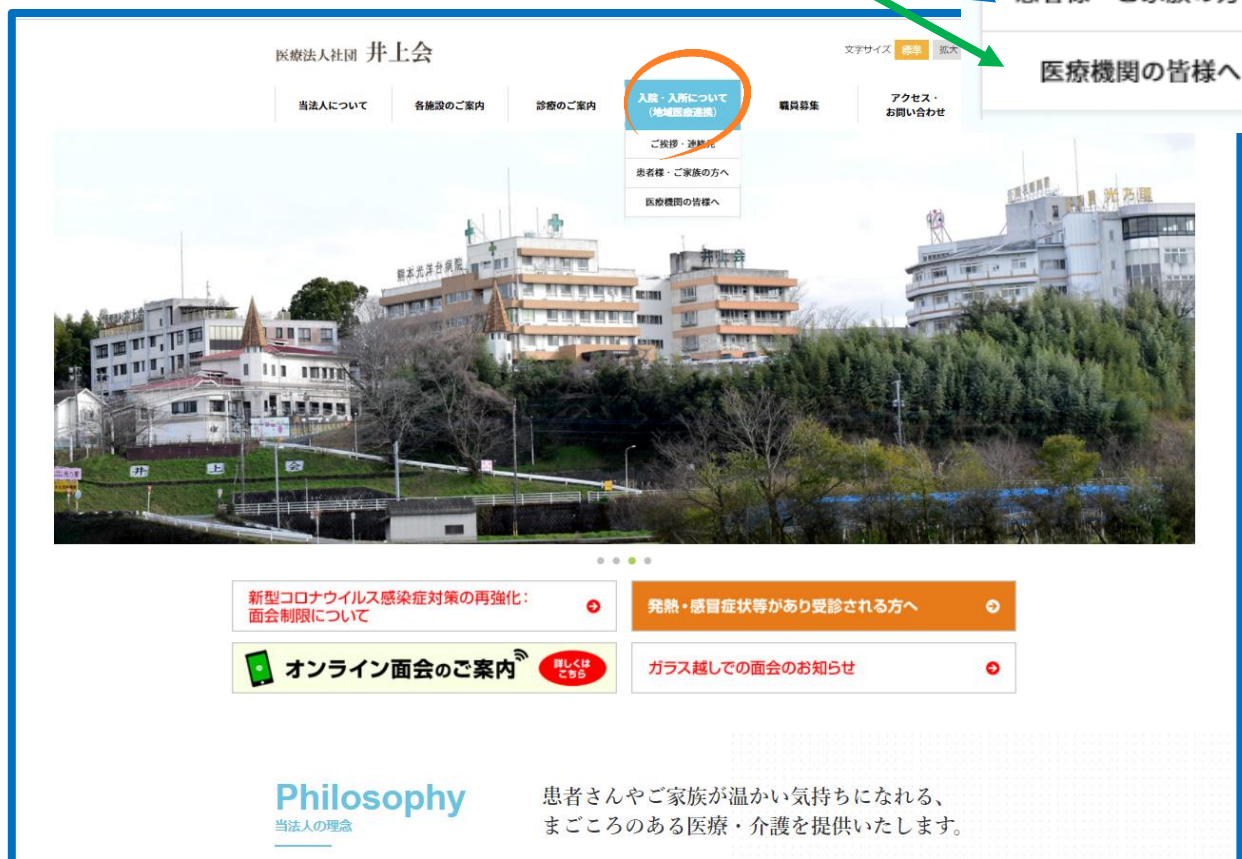 患者様・ご家族の方
医療機関の皆様へ
医療法人社団 井上会
文字サイズ 標準 拡大
当法人について
各施設のご案内
診療のご案内
入院・入所について
(地域医療連携)
職員募集
アクセス・
お問い合わせ
ご挨拶・連絡先
患者様・ご家族の方へ
医療機関の皆様へ
井上会
井上会
新型コロナウイルス感染症対策の再強化:
面会制限について
発熱・感冒症状等があり受診される方へ
オンライン面会のご案内
詳しくは
こちら
ガラス越しでの面会のお知らせ
Philosophy
当法人の理念
患者さんやご家族が温かい気持ちになれる、
まごころのある医療・介護を提供いたします。